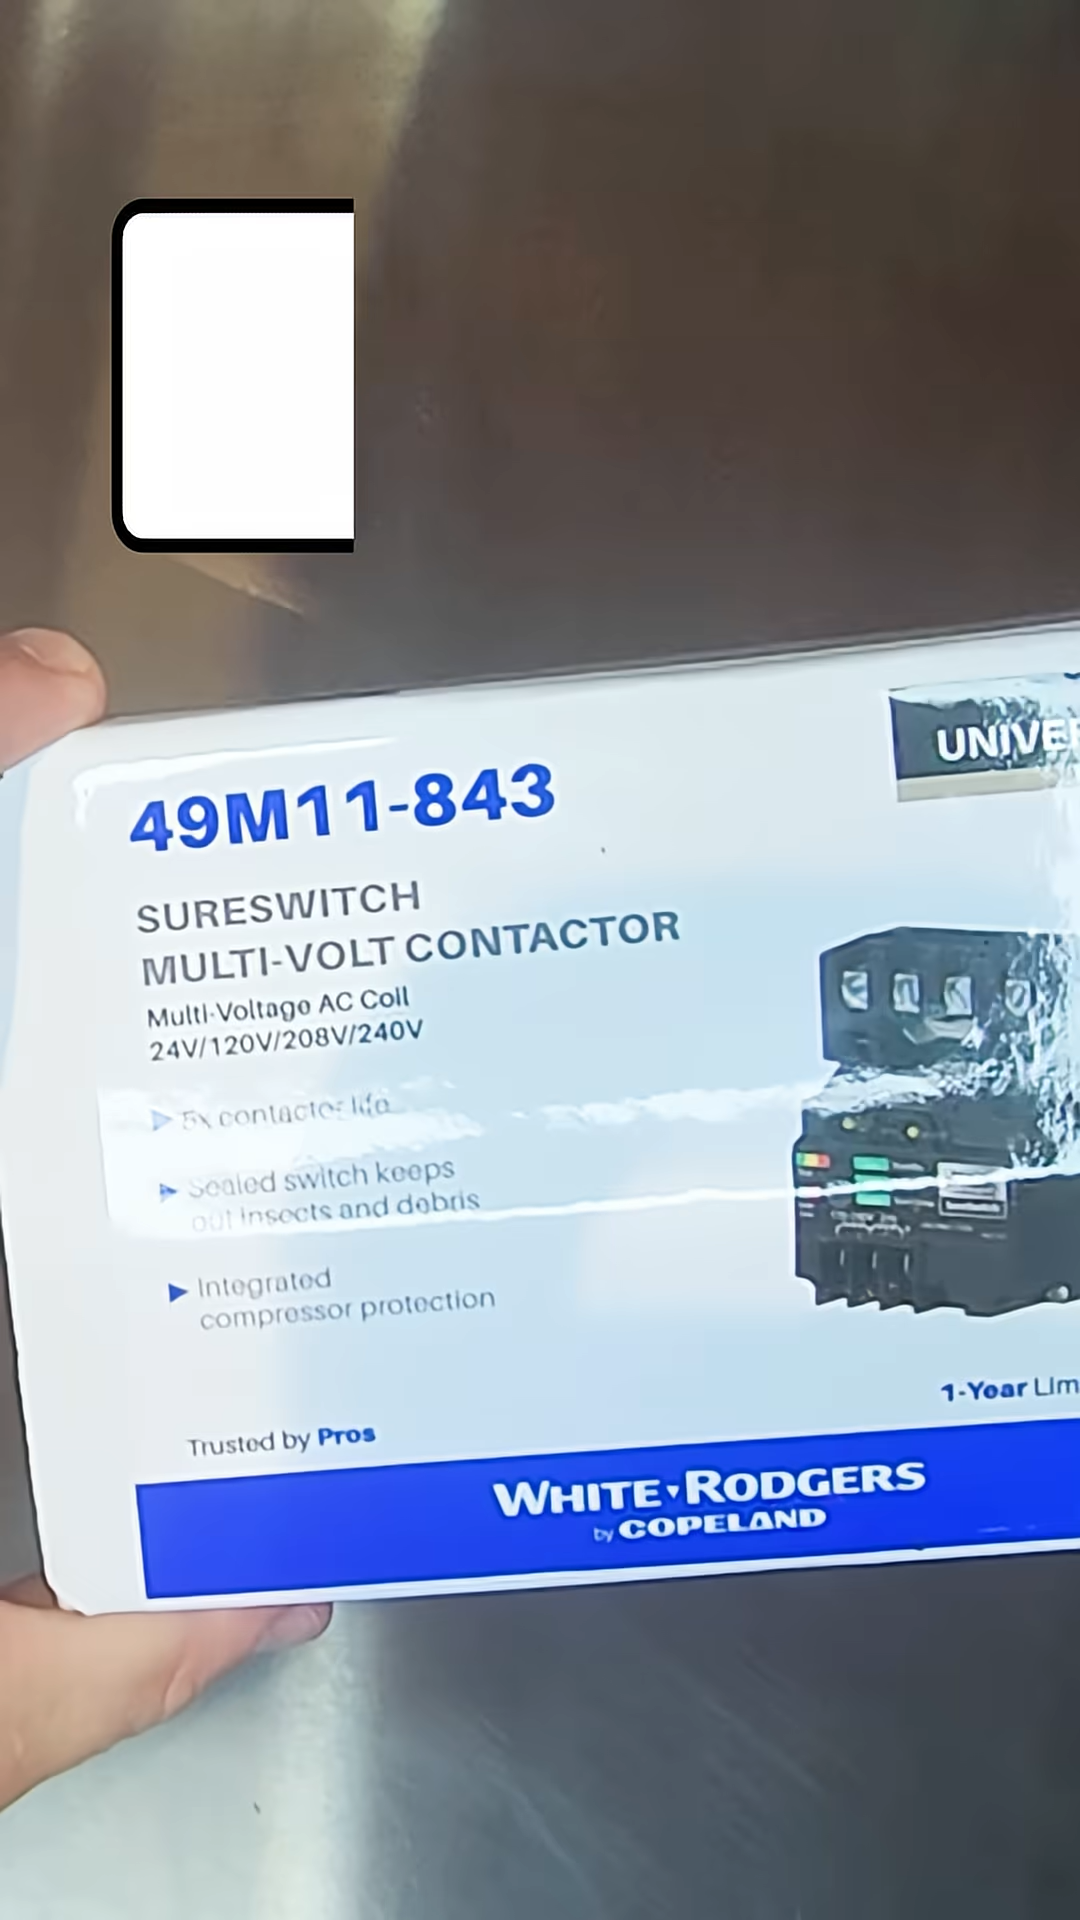 UNIVE
49M11-843
SURESWITCH
MULTI-VOLT CONTACTOR
Multi-Voltage AC Coil
24V/120V/208V/240V
5x contactor life
Sealed switch keeps
out insects and debris
Integrated
compressor protection
1-Year Lim
Trusted by Pros
WHITE RODGERS
by COPELAND